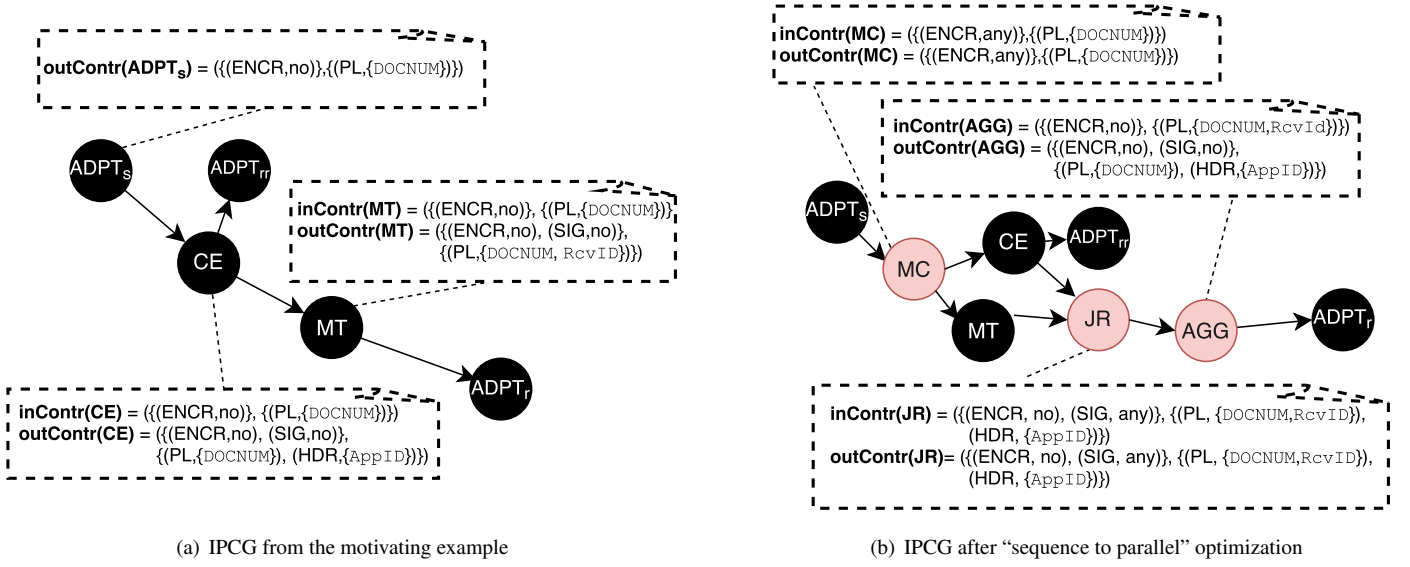 outContr(ADPTs) = ({(ENCR,no)},{(PL,{DOCNUM})})
ADPTs
ADPTrr
inContr(MT) = ({(ENCR,no)}, {(PL,{DOCNUM})}
outContr(MT) = ({(ENCR,no), (SIG,no)},
{(PL,{DOCNUM, RcvID})})
CE
MT
ADPTr
inContr(CE) = ({(ENCR,no)}, {(PL,{DOCNUM})})
outContr(CE) = ({(ENCR,no), (SIG,no)},
{(PL,{DOCNUM}), (HDR,{AppID})})
(a) IPCG from the motivating example
inContr(MC) = ({(ENCR,any)},{(PL,{DOCNUM})})
outContr(MC) = ({(ENCR,any)},{(PL,{DOCNUM})})
inContr(AGG) = ({(ENCR,no)}, {(PL,{DOCNUM,RcvId})})
outContr(AGG) = ({(ENCR,no), (SIG,no)},
{(PL,{DOCNUM}), (HDR,{AppID})})
ADPTs
MC
CE
ADPTrr
MT
JR
AGG
ADPTr
inContr(JR) = ({(ENCR, no), (SIG, any)}, {(PL, {DOCNUM,RcvID}),
(HDR, {AppID})})
outContr(JR)= ({(ENCR, no), (SIG, any)}, {(PL, {DOCNUM,RcvID}),
(HDR, {AppID})})
(b) IPCG after “sequence to parallel” optimization